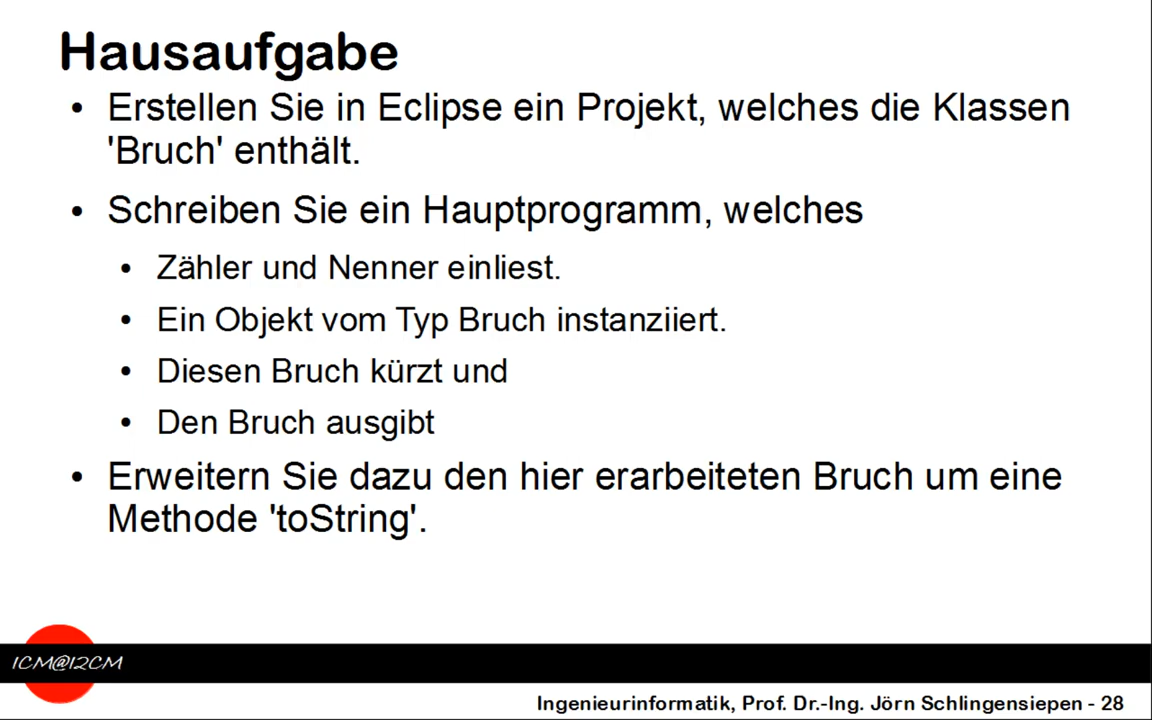 Hausaufgabe
• Erstellen Sie in Eclipse ein Projekt, welches die Klassen
'Bruch' enthält.
• Schreiben Sie ein Hauptprogramm, welches
• Zähler und Nenner einliest.
• Ein Objekt vom Typ Bruch instanziiert.
• Diesen Bruch kürzt und
• Den Bruch ausgibt
• Erweitern Sie dazu den hier erarbeiteten Bruch um eine
Methode 'toString'.
1CM@12CM
Ingenieurinformatik, Prof. Dr.-Ing. Jörn Schlingensiepen - 28